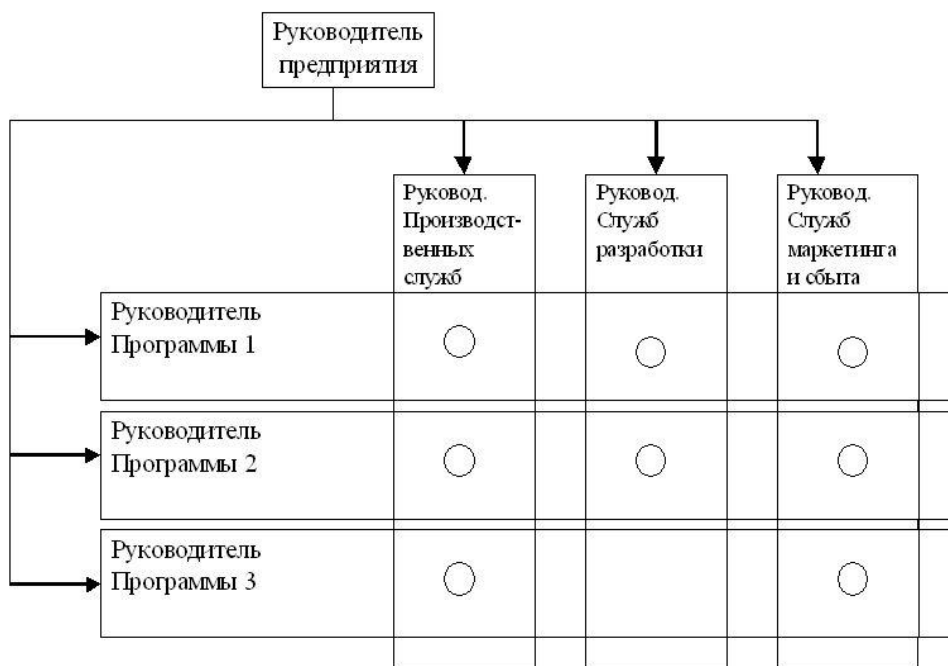 Руководитель
предприятия
Руковод.
Производст-
венных
служб
Руковод.
Служб
разработки
Руковод.
Служб
маркетинга
и сбыта
Руководитель
Программы 1
Руководитель
Программы 2
Руководитель
Программы 3